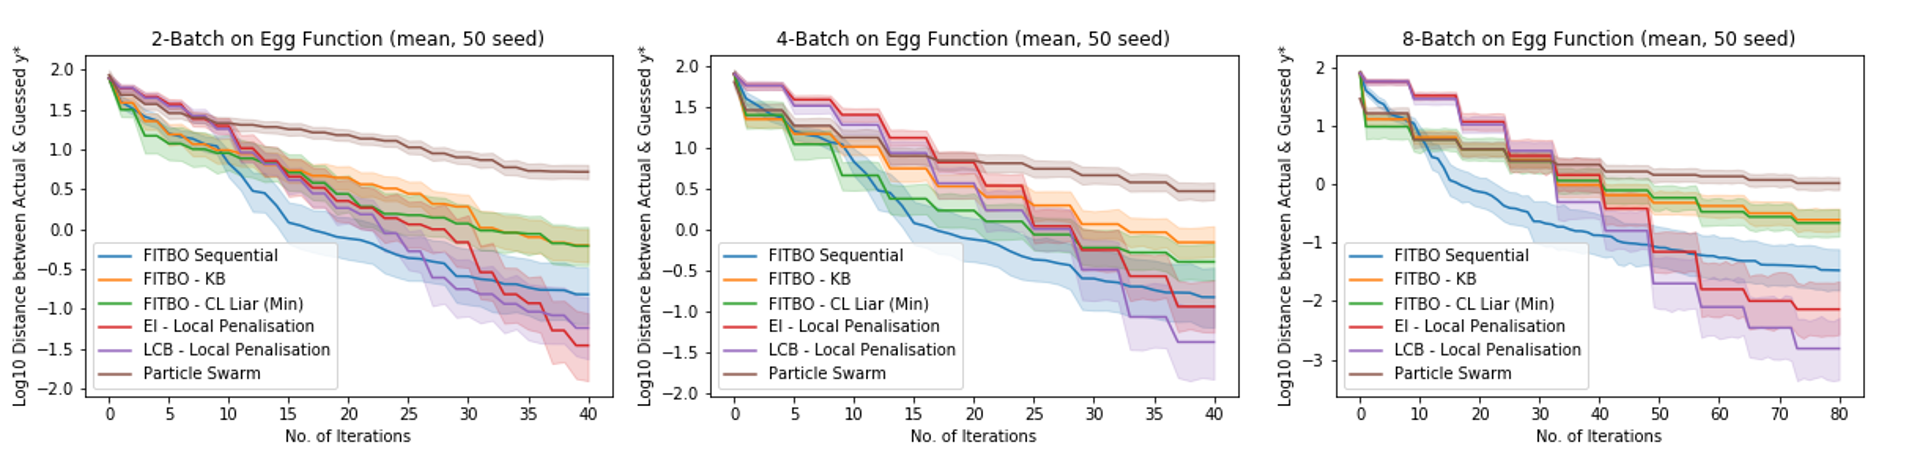 2-Batch on Egg Function (mean, 50 seed)
Log10 Distance between Actual & Guessed y*
2.0
1.5
1.0
0.5
0.0
−0.5
−1.0
−1.5
−2.0
FITBO Sequential
FITBO - KB
FITBO - CL Liar (Min)
EI - Local Penalisation
LCB - Local Penalisation
Particle Swarm
0 5 10 15 20 25 30 35 40
No. of Iterations
4-Batch on Egg Function (mean, 50 seed)
Log10 Distance between Actual & Guessed y*
2.0
1.5
1.0
0.5
0.0
−0.5
−1.0
−1.5
−2.0
FITBO Sequential
FITBO - KB
FITBO - CL Liar (Min)
EI - Local Penalisation
LCB - Local Penalisation
Particle Swarm
0 5 10 15 20 25 30 35 40
No. of Iterations
8-Batch on Egg Function (mean, 50 seed)
Log10 Distance between Actual & Guessed y*
2
1
0
−1
−2
−3
FITBO Sequential
FITBO - KB
FITBO - CL Liar (Min)
EI - Local Penalisation
LCB - Local Penalisation
Particle Swarm
0 10 20 30 40 50 60 70 80
No. of Iterations